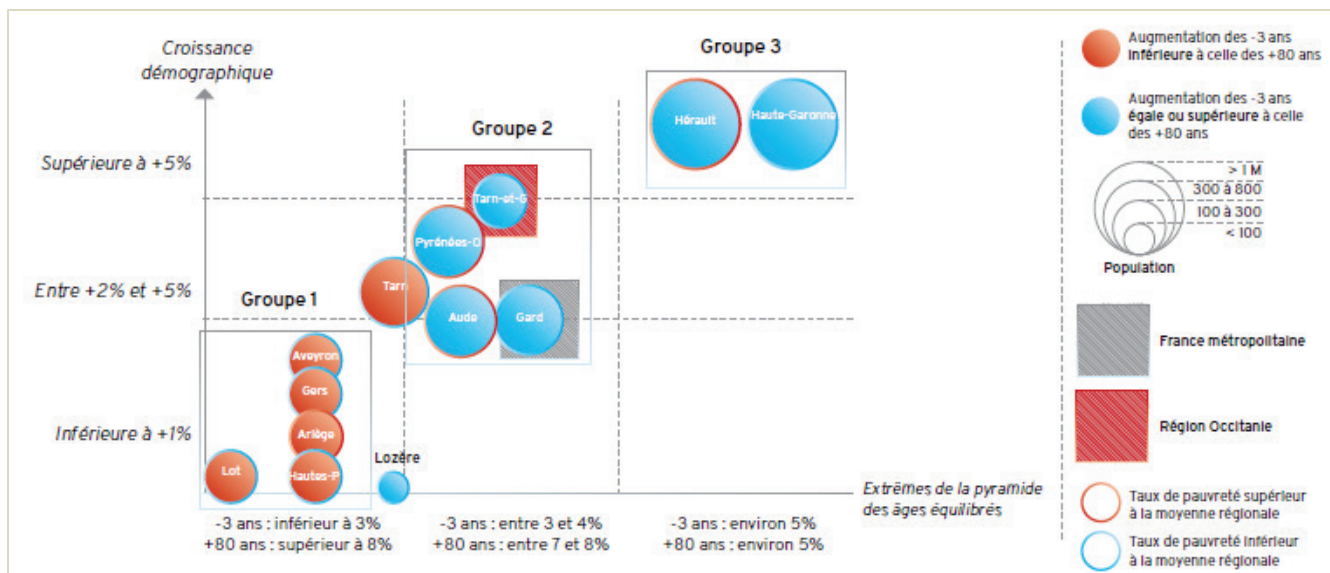 Croissance
démographique
Supérieure à +5%
Entre +2% et +5%
Inférieure à +1%
Groupe 1
Groupe 2
Groupe 3
Hérault
Haute-Garonne
Tarn-et-G
Pyrénées-O
Tarn
Aude
Gard
Aveyron
Gers
Ariège
Lot
Hautes-P
Lozère
Extrêmes de la pyramide
des âges équilibrés
-3 ans : inférieur à 3%
+80 ans : supérieur à 8%
-3 ans : entre 3 et 4%
+80 ans : entre 7 et 8%
-3 ans : environ 5%
+80 ans : environ 5%
Augmentation des -3 ans
inférieure à celle des +80 ans
Augmentation des -3 ans
égale ou supérieure à celle
des +80 ans
> 1 M
300 à 800
100 à 300
< 100
Population
France métropolitaine
Région Occitanie
Taux de pauvreté supérieur
à la moyenne régionale
Taux de pauvreté inférieur
à la moyenne régionale